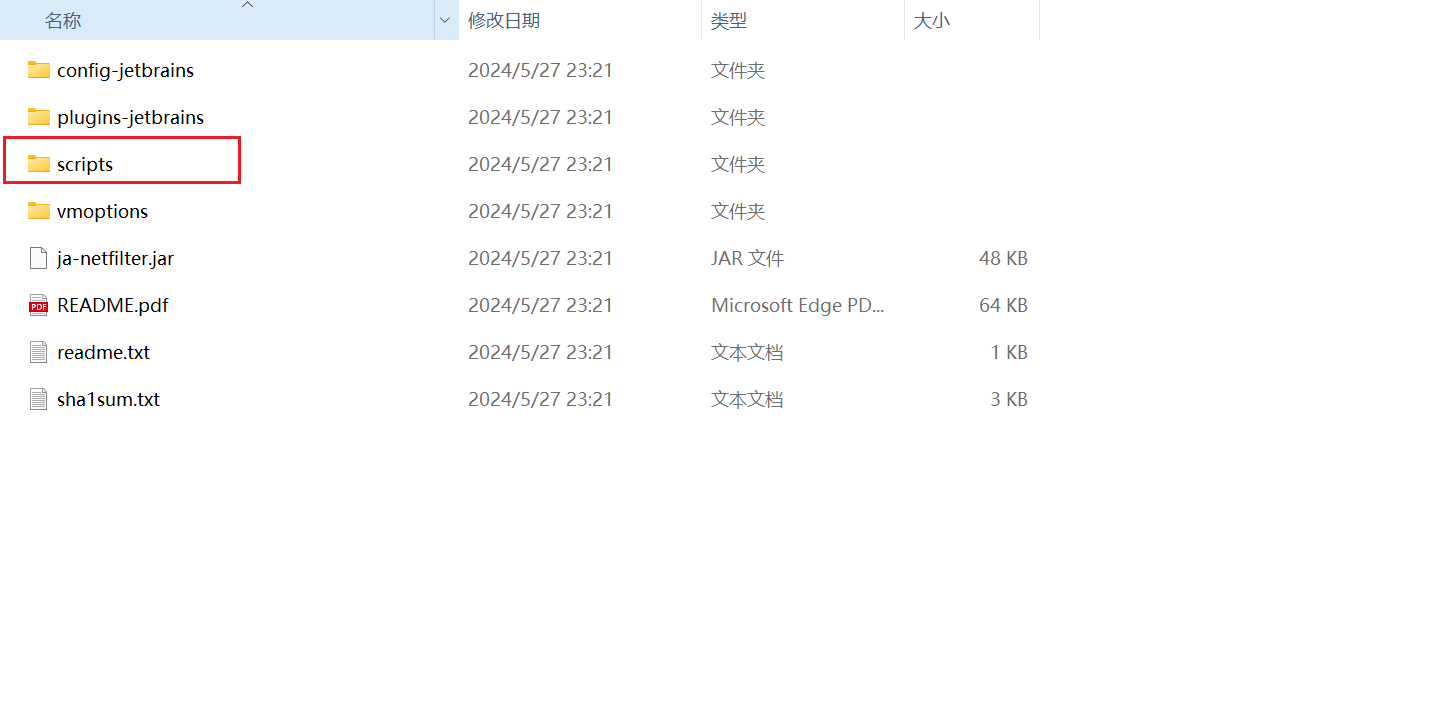 名称 修改日期 类型 大小
config-jetbrains 2024/5/27 23:21 文件夹
plugins-jetbrains 2024/5/27 23:21 文件夹
scripts 2024/5/27 23:21 文件夹
vmoptions 2024/5/27 23:21 文件夹
ja-netfilter.jar 2024/5/27 23:21 JAR 文件 48 KB
PDF README.pdf 2024/5/27 23:21 Microsoft Edge PD... 64 KB
readme.txt 2024/5/27 23:21 文本文档 1 KB
sha1sum.txt 2024/5/27 23:21 文本文档 3 KB